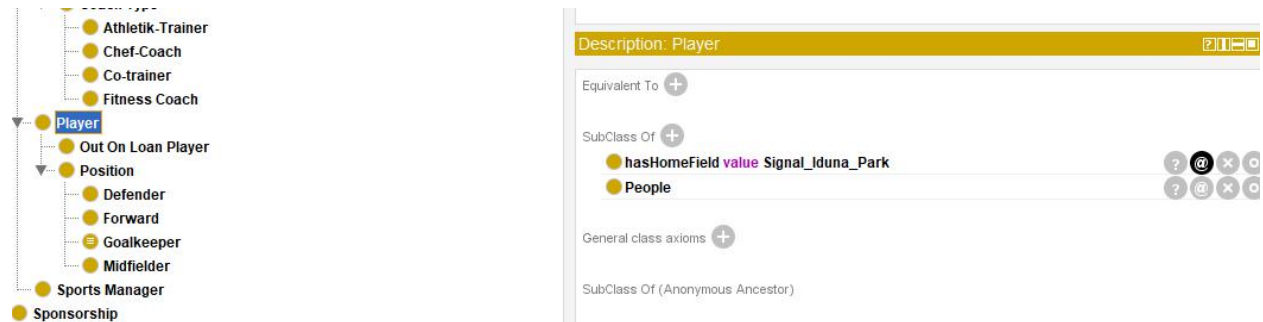 Athletik-Trainer
Chef-Coach
Co-trainer
Fitness Coach
Player
Out On Loan Player
Position
Defender
Forward
Goalkeeper
Midfielder
Sports Manager
Sponsorship
Description: Player
Equivalent To
SubClass Of
hasHomeField value Signal_Iduna_Park
People
General class axioms
SubClass Of (Anonymous Ancestor)